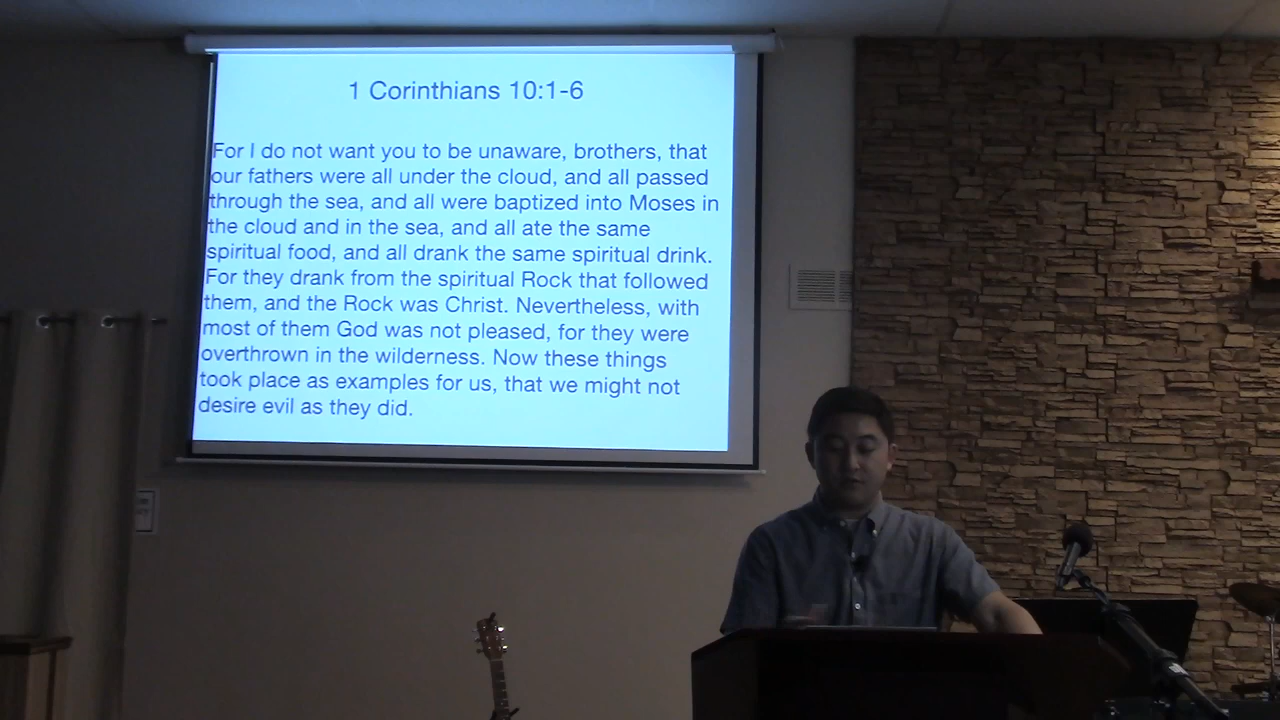 1 Corinthians 10:1-6
For I do not want you to be unaware, brothers, that
our fathers were all under the cloud, and all passed
through the sea, and all were baptized into Moses in
the cloud and in the sea, and all ate the same
spiritual food, and all drank the same spiritual drink.
For they drank from the spiritual Rock that followed
them, and the Rock was Christ. Nevertheless, with
most of them God was not pleased, for they were
overthrown in the wilderness. Now these things
took place as examples for us, that we might not
desire evil as they did.